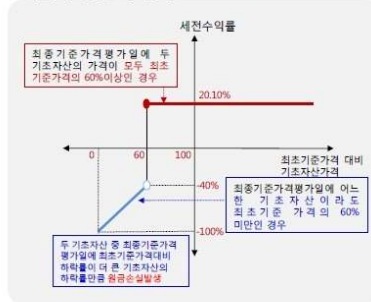 세전수익률
최종기준가격평가일에 두
기초자산의 가격이 모두 최초
기준가격의 60%이상인 경우
20.10%
0
60
100
최초기준가격 대비
기초자산가격
-40%
최종기준가격평가일에 어느
한 기초자산이라도
최초기준 가격의 60%
미만인 경우
-100%
두 기초자산 중 최종기준가격
평가일에 최초기준가격대비
하락률이 더 큰 기초자산의
하락률만큼 원금손실발생